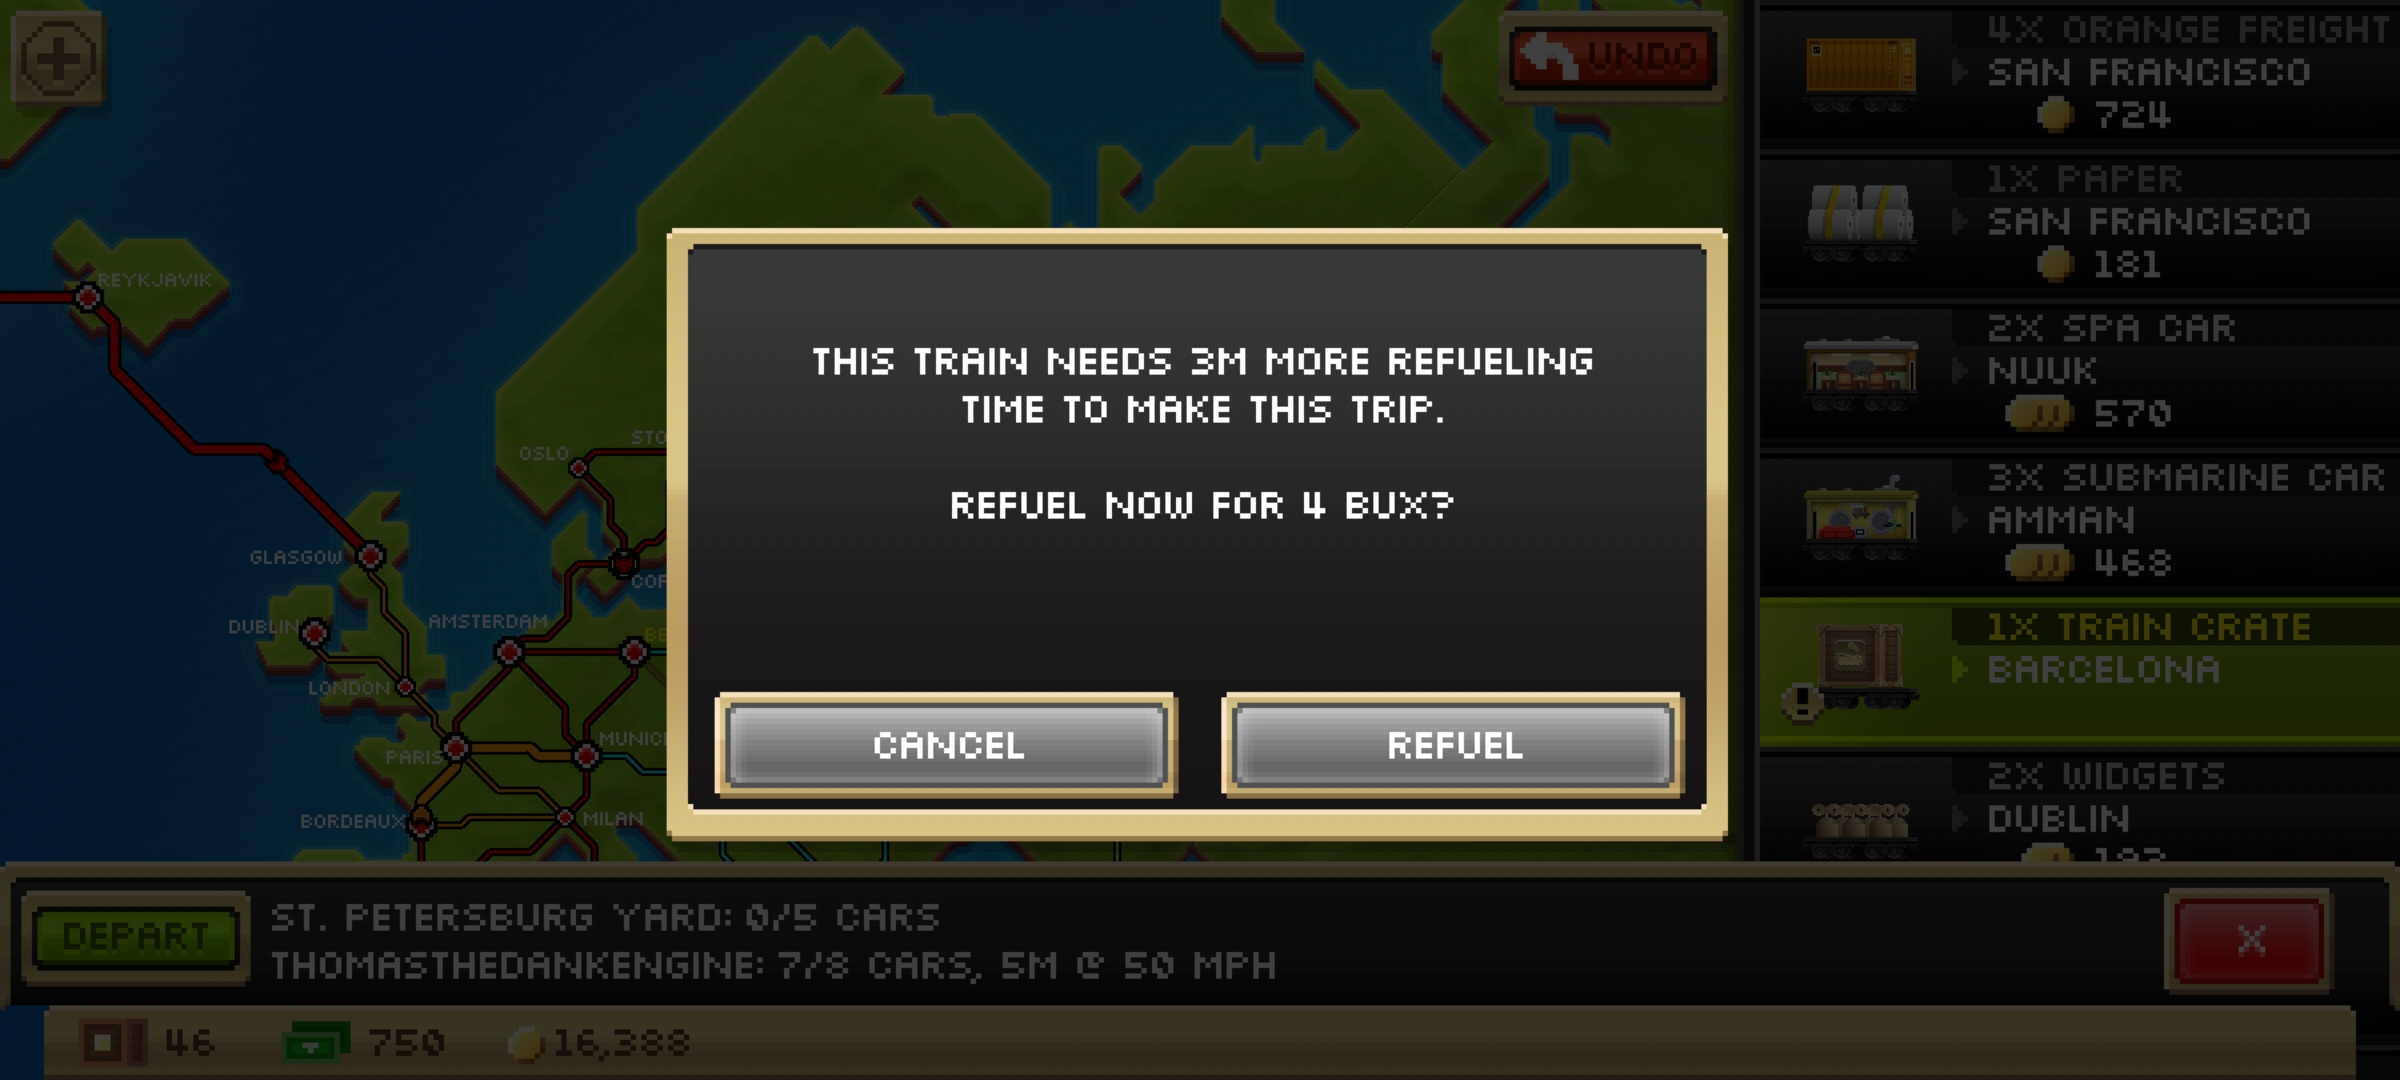 UNDO
REYKJAVIK
OSLO
STO
GLASGOW
COP
DUBLIN
AMSTERDAM
BE
LONDON
PARIS
MUNICH
BORDEAUX
MILAN
THIS TRAIN NEEDS 3M MORE REFUELING
TIME TO MAKE THIS TRIP.
REFUEL NOW FOR 4 BUX?
CANCEL
REFUEL
4X ORANGE FREIGHT
SAN FRANCISCO
724
1X PAPER
SAN FRANCISCO
181
2X SPA CAR
NUUK
570
3X SUBMARINE CAR
AMMAN
468
1X TRAIN CRATE
BARCELONA
2X WIDGETS
DUBLIN
DEPART
ST. PETERSBURG YARD: 0/5 CARS
THOMASTHEDANKENGINE: 7/8 CARS, 5M @ 50 MPH
X
46
750
16,388